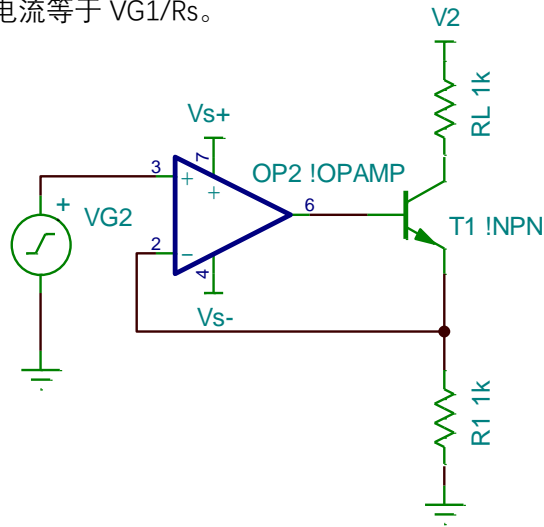 电流等于 VG1/Rs。
V2
RL 1k
Vs+
3
7
+
+
OP2 !OPAMP
+
VG2
6
T1 !NPN
2
-
4
Vs-
R1 1k